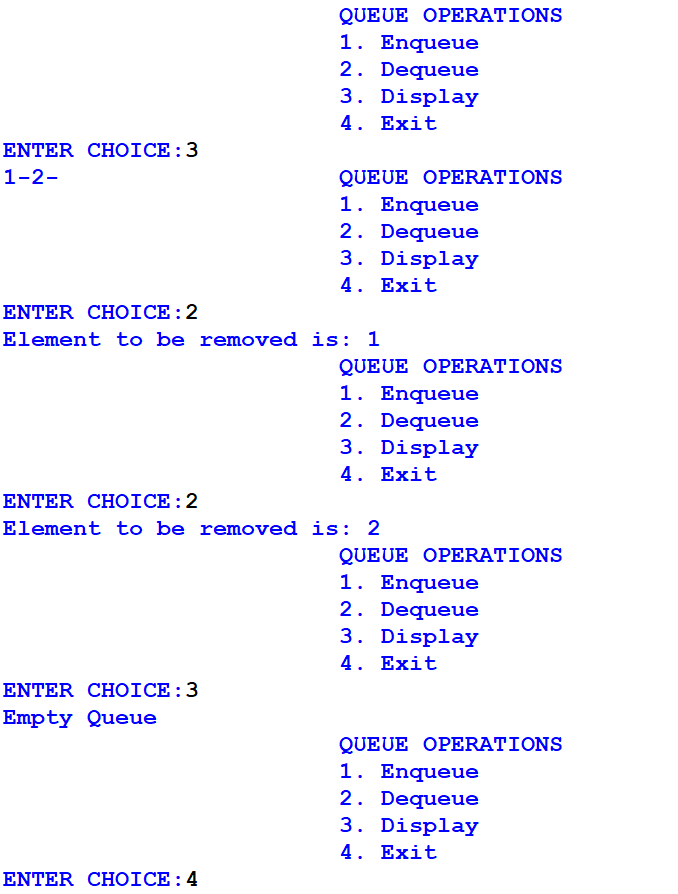 QUEUE OPERATIONS
1. Enqueue
2. Dequeue
3. Display
4. Exit
ENTER CHOICE:3
1-2- QUEUE OPERATIONS
1. Enqueue
2. Dequeue
3. Display
4. Exit
ENTER CHOICE:2
Element to be removed is: 1
QUEUE OPERATIONS
1. Enqueue
2. Dequeue
3. Display
4. Exit
ENTER CHOICE:2
Element to be removed is: 2
QUEUE OPERATIONS
1. Enqueue
2. Dequeue
3. Display
4. Exit
ENTER CHOICE:3
Empty Queue
QUEUE OPERATIONS
1. Enqueue
2. Dequeue
3. Display
4. Exit
ENTER CHOICE:4